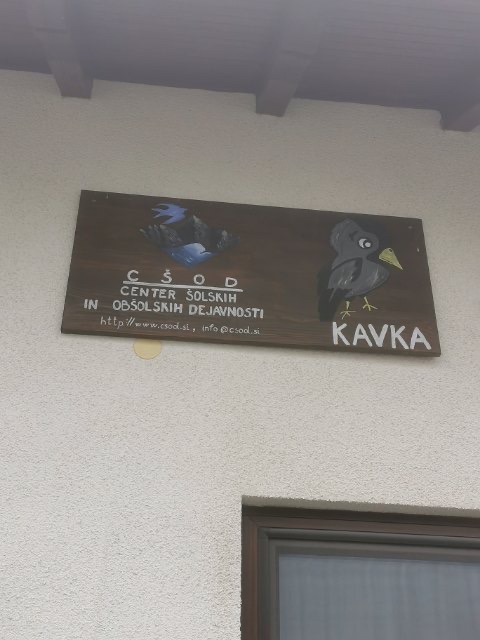 CŠOD
CENTER ŠOLSKIH
IN OBŠOLSKIH DEJAVNOSTI
http://www.csod.si, info@csod.si
KAVKA